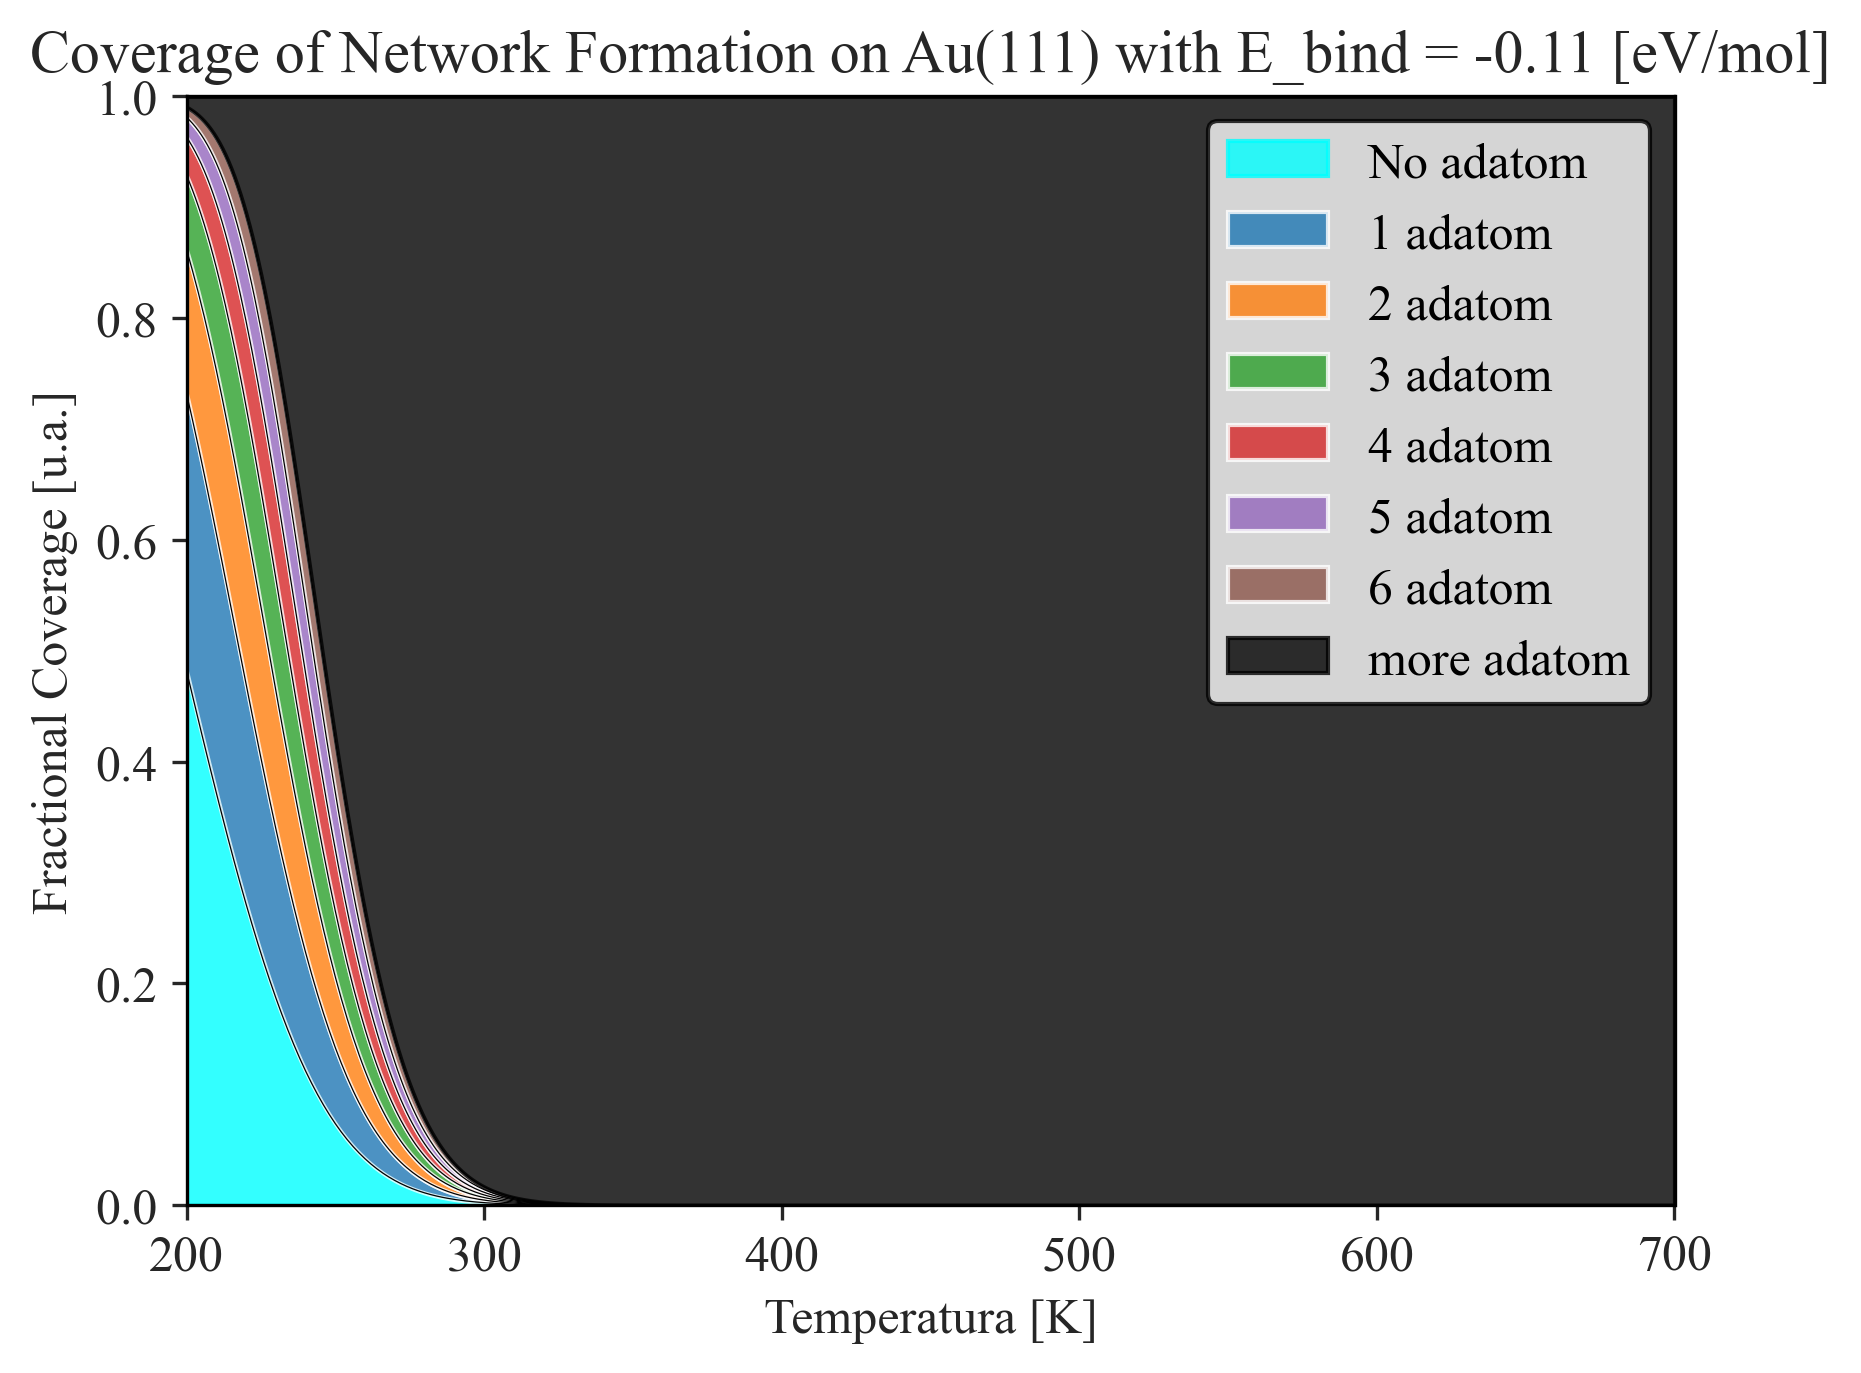 Coverage of Network Formation on Au(111) with E_bind = -0.11 [eV/mol]
1.0
0.8
0.6
0.4
0.2
0.0
Fractional Coverage [u.a.]
No adatom
1 adatom
2 adatom
3 adatom
4 adatom
5 adatom
6 adatom
more adatom
200 300 400 500 600 700
Temperatura [K]